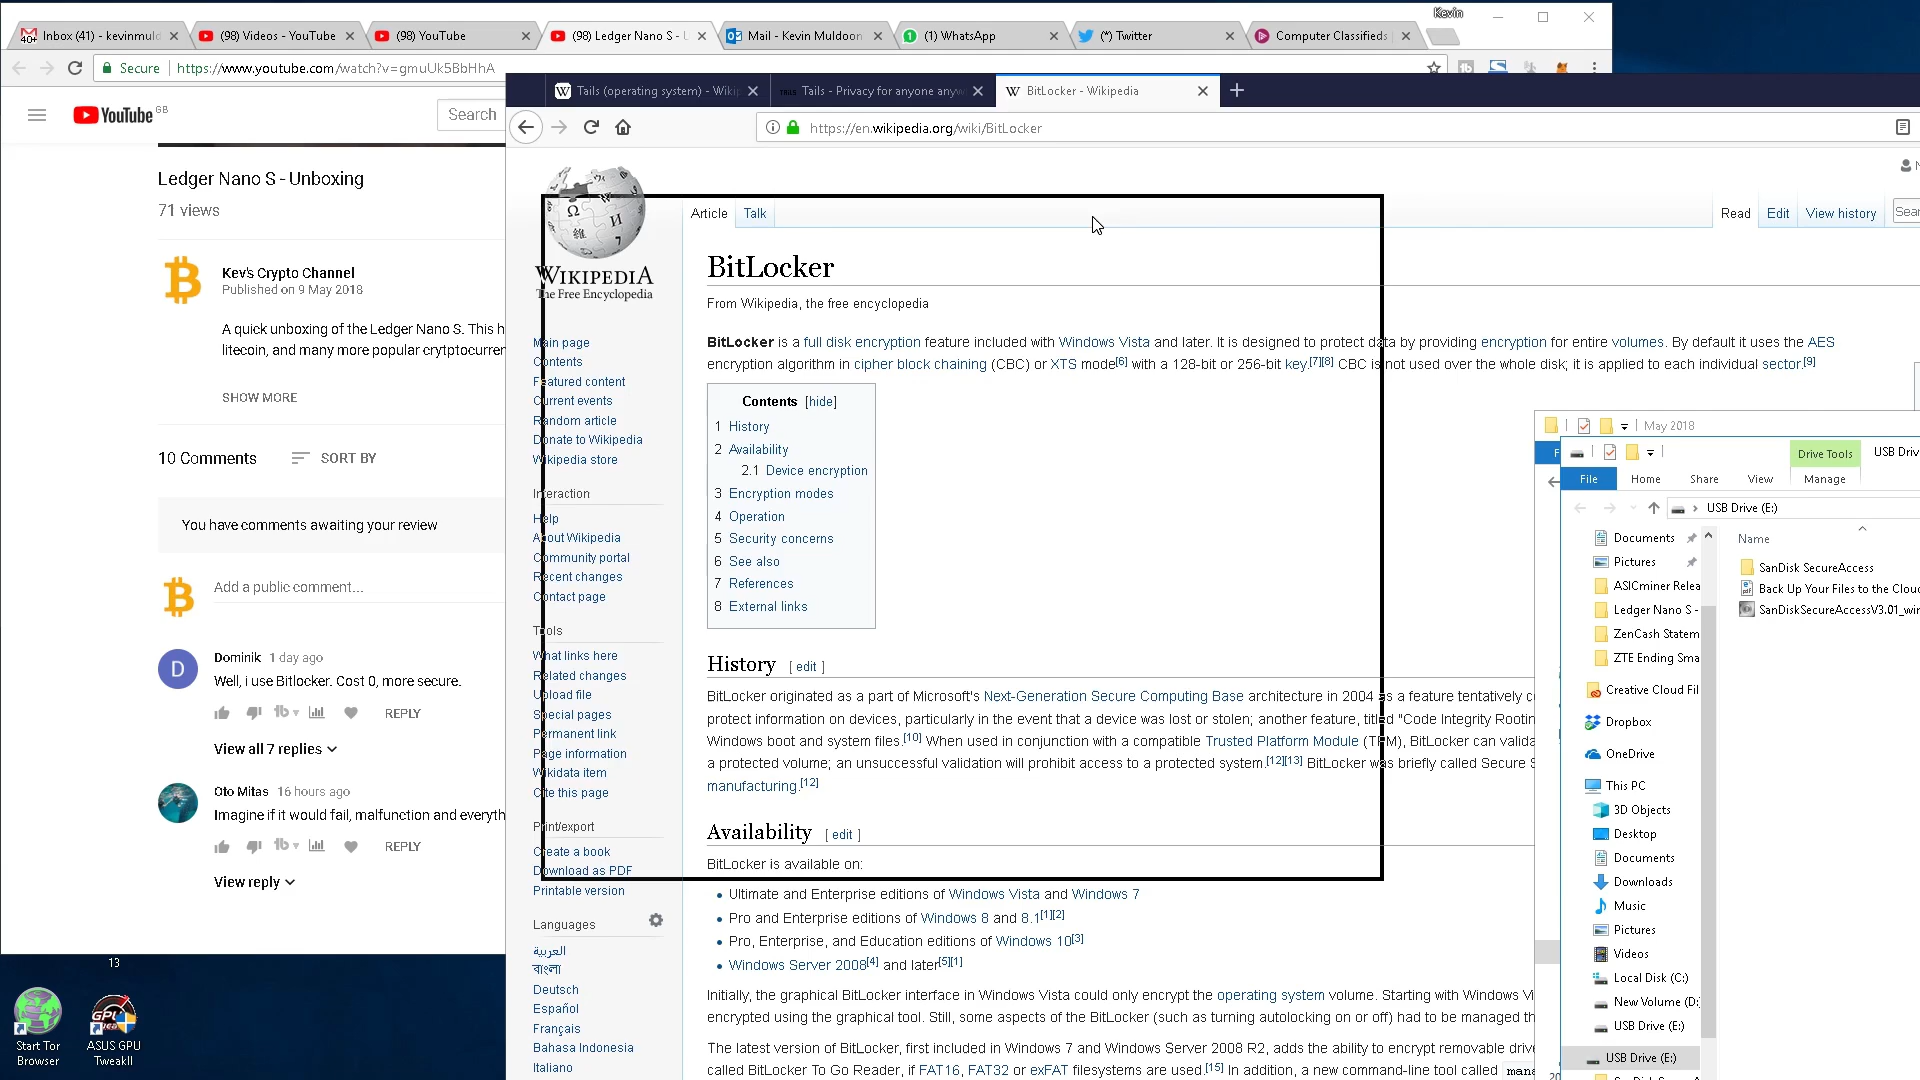 Kevin
Inbox (41) - kevinmuld
(98) Videos - YouTube
(98) YouTube
(98) Ledger Nano S - U
Mail - Kevin Muldoon
(1) WhatsApp
(*) Twitter
Computer Classifieds
Secure
https://www.youtube.com/watch?v=gmuUk5BbHhA
Tails (operating system) - Wiki
Tails - Privacy for anyone anyw
BitLocker - Wikipedia
https://en.wikipedia.org/wiki/BitLocker
YouTube GB
Search
Ledger Nano S - Unboxing
71 views
Kev's Crypto Channel
Published on 9 May 2018
A quick unboxing of the Ledger Nano S. This h
litecoin, and many more popular crytptocurren
SHOW MORE
10 Comments
SORT BY
You have comments awaiting your review
Add a public comment...
Dominik 1 day ago
Well, i use Bitlocker. Cost 0, more secure.
REPLY
View all 7 replies
Oto Mitas 16 hours ago
Imagine if it would fail, malfunction and everyth
REPLY
View reply
13
Start Tor
Browser
ASUS GPU
TweakII
WIKIPEDIA
The Free Encyclopedia
Main page
Contents
Featured content
Current events
Random article
Donate to Wikipedia
Wikipedia store
Interaction
Help
About Wikipedia
Community portal
Recent changes
Contact page
Tools
What links here
Related changes
Upload file
Special pages
Permanent link
Page information
Wikidata item
Cite this page
Print/export
Create a book
Download as PDF
Printable version
Languages
العربية
বাংলা
Deutsch
Español
Français
Bahasa Indonesia
Italiano
Article
Talk
Read
Edit
View history
Sear
BitLocker
From Wikipedia, the free encyclopedia
BitLocker is a full disk encryption feature included with Windows Vista and later. It is designed to protect data by providing encryption for entire volumes. By default it uses the AES
encryption algorithm in cipher block chaining (CBC) or XTS mode[6] with a 128-bit or 256-bit key.[7][8] CBC is not used over the whole disk; it is applied to each individual sector.[9]
Contents [hide]
1 History
2 Availability
2.1 Device encryption
3 Encryption modes
4 Operation
5 Security concerns
6 See also
7 References
8 External links
History [ edit ]
BitLocker originated as a part of Microsoft's Next-Generation Secure Computing Base architecture in 2004 as a feature tentatively c
protect information on devices, particularly in the event that a device was lost or stolen; another feature, titled "Code Integrity Rootin
Windows boot and system files.[10] When used in conjunction with a compatible Trusted Platform Module (TPM), BitLocker can valida
a protected volume; an unsuccessful validation will prohibit access to a protected system.[12][13] BitLocker was briefly called Secure S
manufacturing.[12]
Availability [ edit ]
BitLocker is available on:
Ultimate and Enterprise editions of Windows Vista and Windows 7
Pro and Enterprise editions of Windows 8 and 8.1[1][2]
Pro, Enterprise, and Education editions of Windows 10[3]
Windows Server 2008[4] and later[5][1]
Initially, the graphical BitLocker interface in Windows Vista could only encrypt the operating system volume. Starting with Windows Vi
encrypted using the graphical tool. Still, some aspects of the BitLocker (such as turning autolocking on or off) had to be managed th
The latest version of BitLocker, first included in Windows 7 and Windows Server 2008 R2, adds the ability to encrypt removable drive
called BitLocker To Go Reader, if FAT16, FAT32 or exFAT filesystems are used.[15] In addition, a new command-line tool called mana
May 2018
Drive Tools
USB Driv
File
Home
Share
View
Manage
USB Drive (E:)
Documents
Pictures
ASICminer Relea
Ledger Nano S -
ZenCash Statem
ZTE Ending Sma
Creative Cloud Fil
Dropbox
OneDrive
This PC
3D Objects
Desktop
Documents
Downloads
Music
Pictures
Videos
Local Disk (C:)
New Volume (D:
USB Drive (E:)
USB Drive (E:)
Name
SanDisk SecureAccess
Back Up Your Files to the Clou
SanDiskSecureAccessV3.01_win